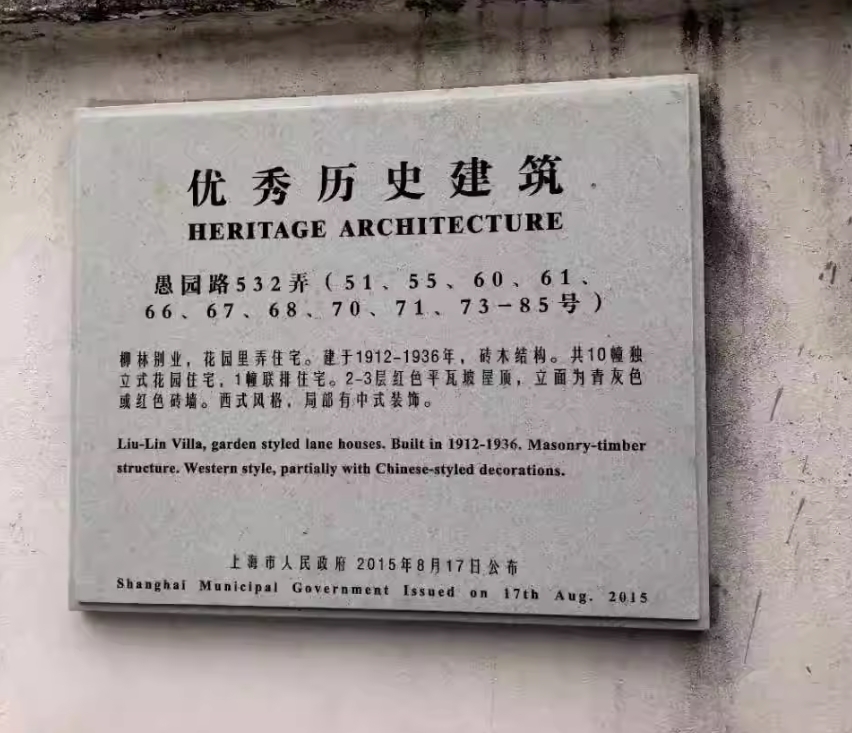 优秀历史建筑
HERITAGE ARCHITECTURE
愚园路532弄（51、55、60、61、
66、67、68、70、71、73-85号）
柳林别业，花园里弄住宅。建于1912-1936年，砖木结构。共10幢独
立式花园住宅，1幢联排住宅。2-3层红色平瓦坡屋顶，立面为青灰色
或红色砖墙。西式风格，局部有中式装饰。
Liu-Lin Villa, garden styled lane houses. Built in 1912-1936. Masonry-timber
structure. Western style, partially with Chinese-styled decorations.
上海市人民政府 2015年8月17日公布
Shanghai Municipal Government Issued on 17th Aug. 2015